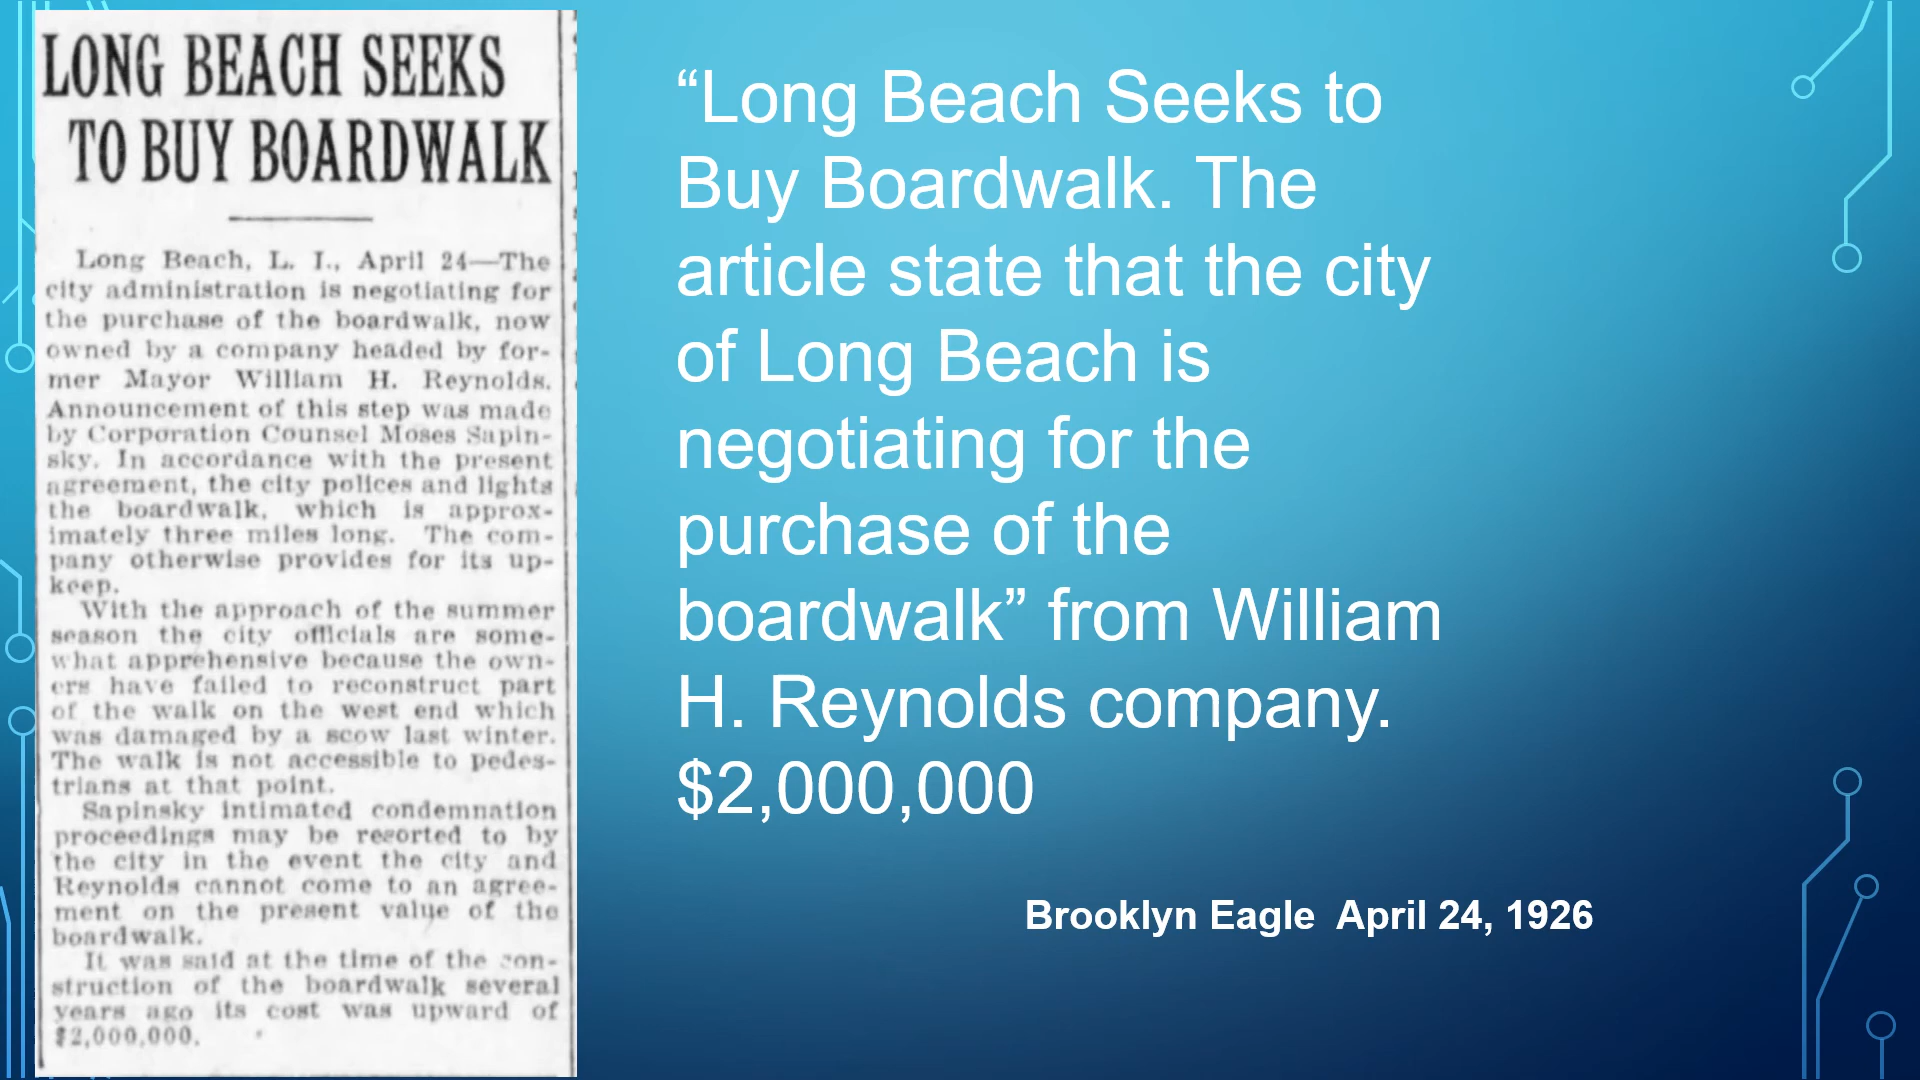 LONG BEACH SEEKS
TO BUY BOARDWALK
Long Beach, L. I., April 24—The
city administration is negotiating for
the purchase of the boardwalk, now
owned by a company headed by for-
mer Mayor William H. Reynolds.
Announcement of this step was made
by Corporation Counsel Moses Sapin-
sky. In accordance with the present
agreement, the city polices and lights
the boardwalk, which is approx-
imately three miles long. The com-
pany otherwise provides for its up-
keep.
With the approach of the summer
season the city officials are some-
what apprehensive because the own-
ers have failed to reconstruct part
of the walk on the west end which
was damaged by a scow last winter.
The walk is not accessible to pedes-
trians at that point.
Sapinsky intimated condemnation
proceedings may be resorted to by
the city in the event the city and
Reynolds cannot come to an agree-
ment on the present value of the
boardwalk.
It was said at the time of the con-
struction of the boardwalk several
years ago its cost was upward of
$2,000,000.
“Long Beach Seeks to
Buy Boardwalk. The
article state that the city
of Long Beach is
negotiating for the
purchase of the
boardwalk” from William
H. Reynolds company.
$2,000,000
Brooklyn Eagle  April 24, 1926